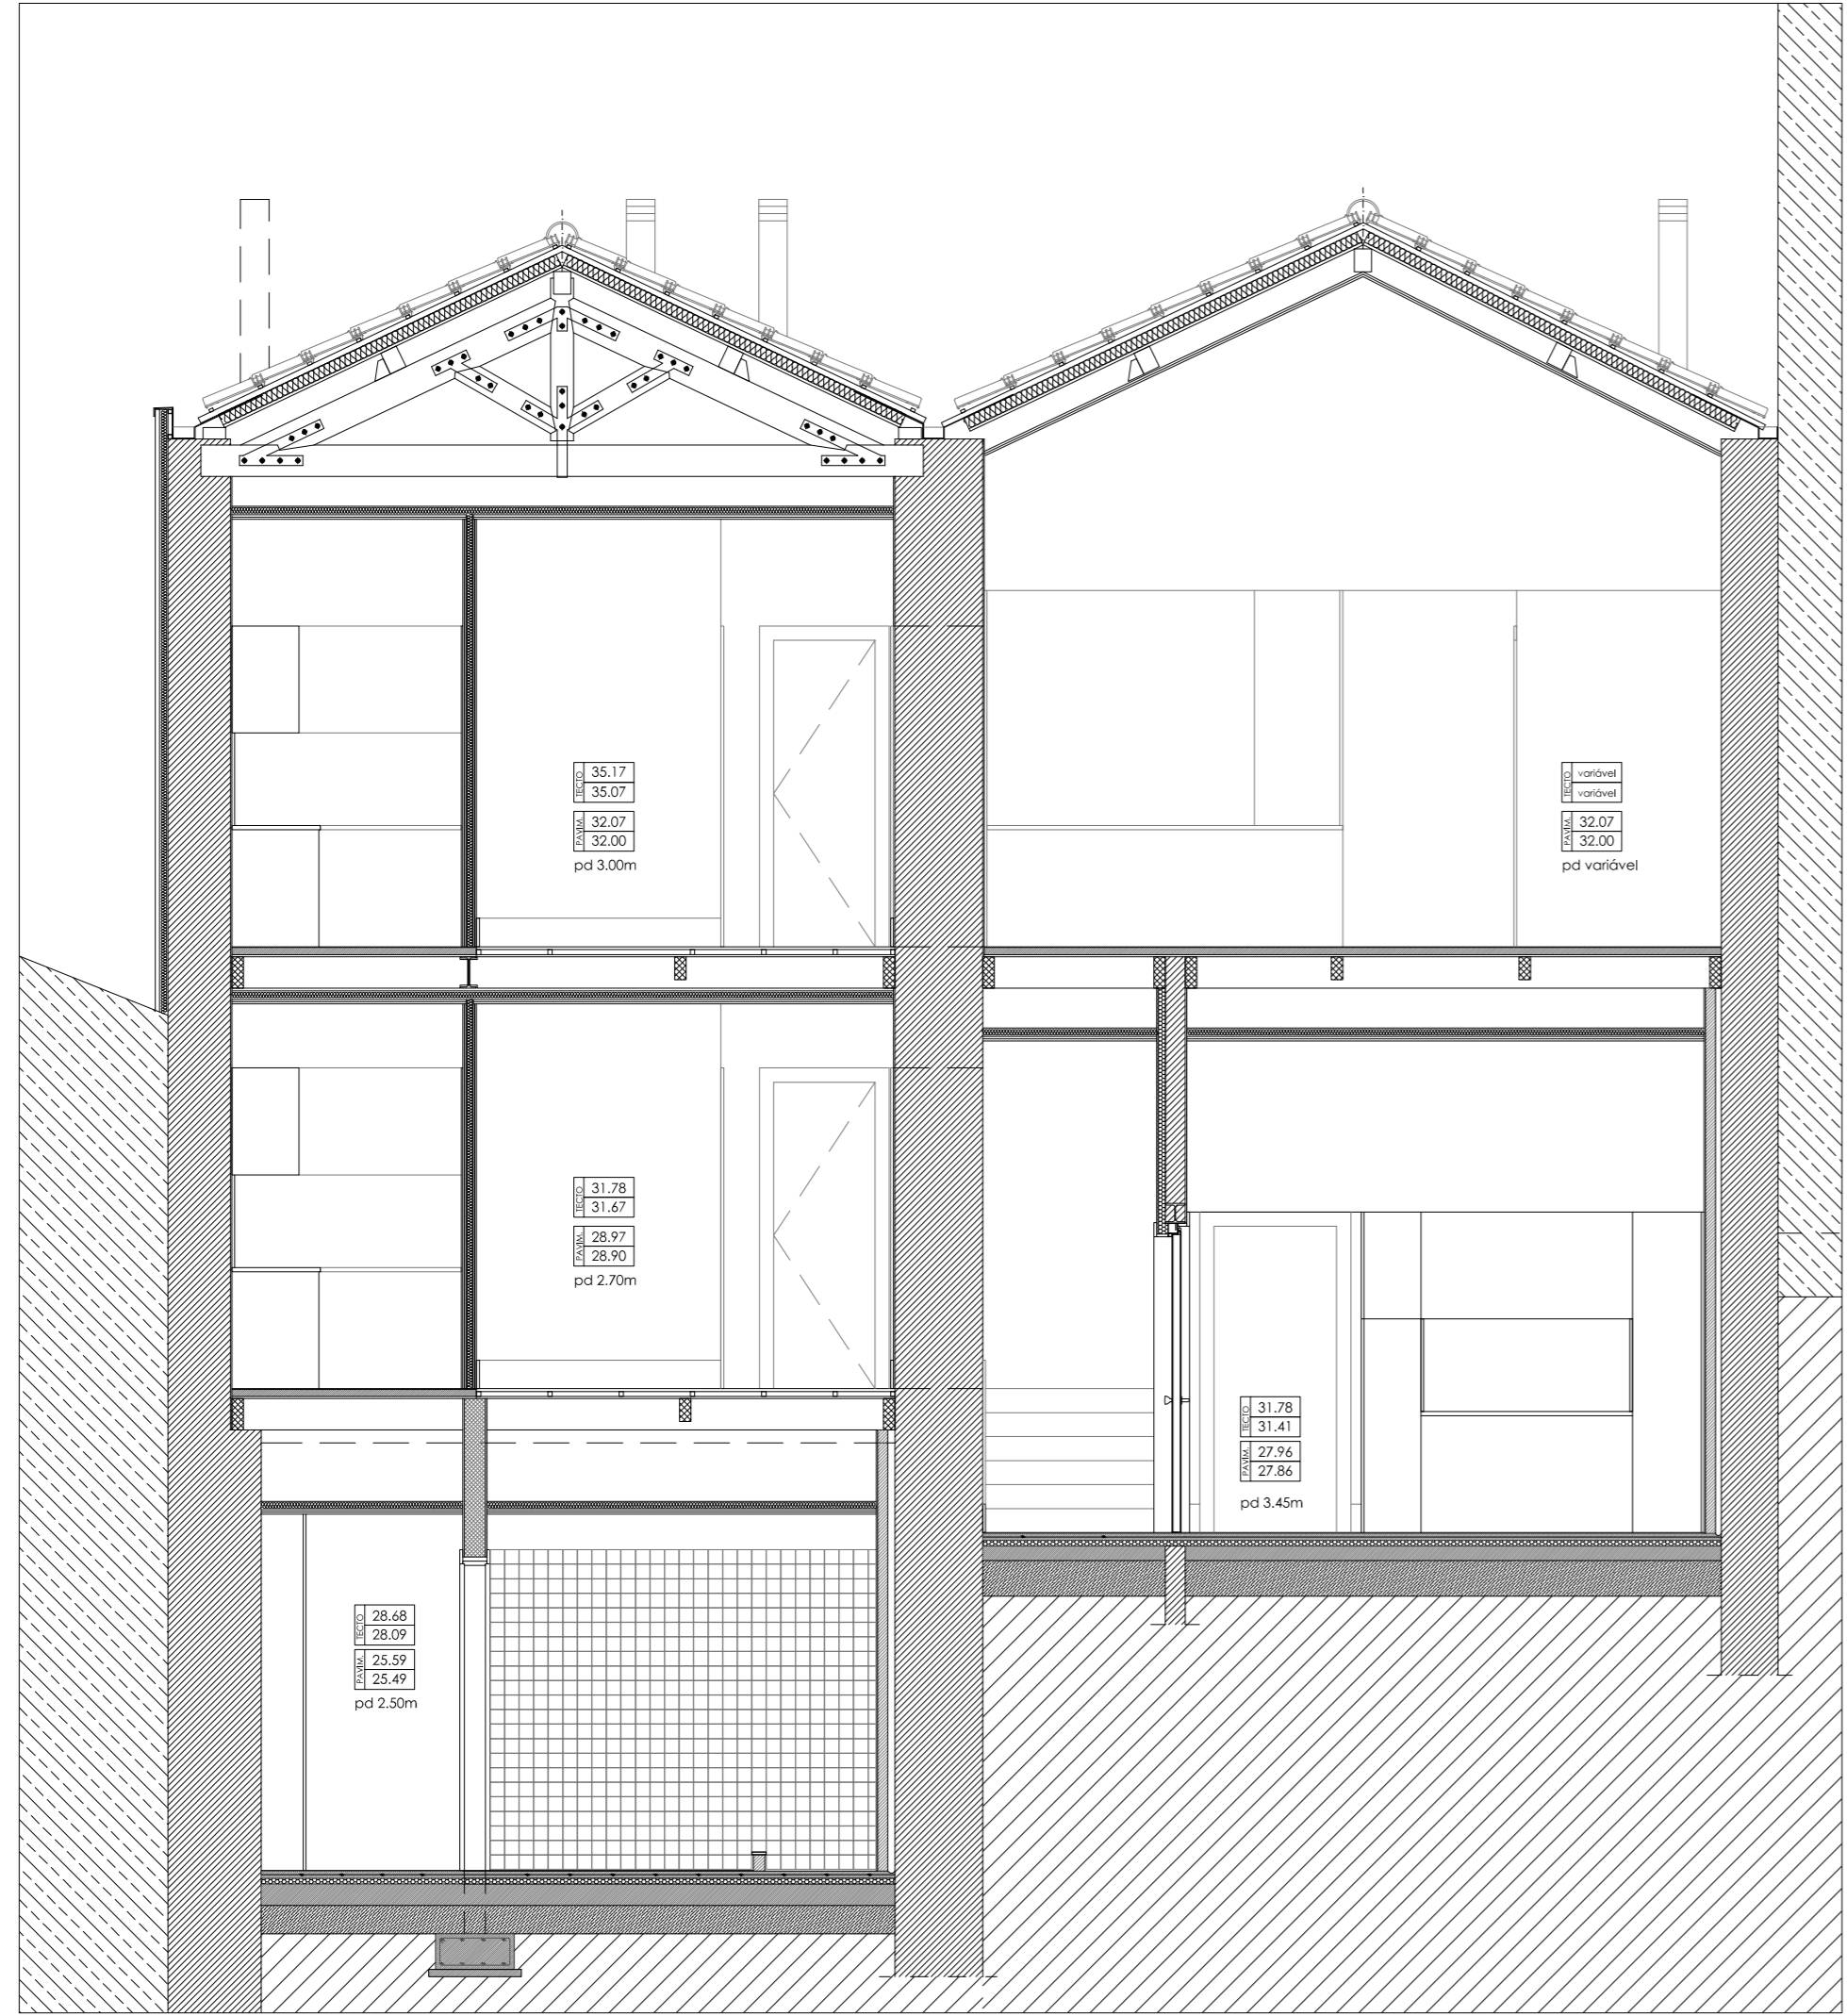 TECTO 35.17
35.07
PAVIM. 32.07
32.00
pd 3.00m
TECTO variável
variável
PAVIM. 32.07
32.00
pd variável
TECTO 31.78
31.67
PAVIM. 28.97
28.90
pd 2.70m
TECTO 31.78
31.41
PAVIM. 27.96
27.86
pd 3.45m
TECTO 28.68
28.09
PAVIM. 25.59
25.49
pd 2.50m